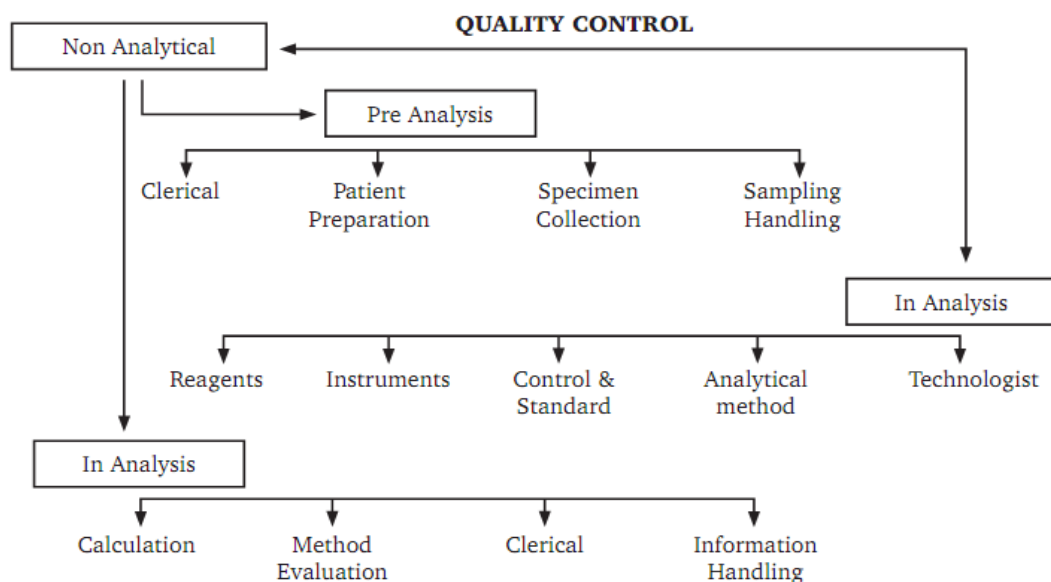 QUALITY CONTROL
Non Analytical
Pre Analysis
Clerical
Patient
Preparation
Specimen
Collection
Sampling
Handling
In Analysis
Reagents
Instruments
Control &
Standard
Analytical
method
Technologist
In Analysis
Calculation
Method
Evaluation
Clerical
Information
Handling